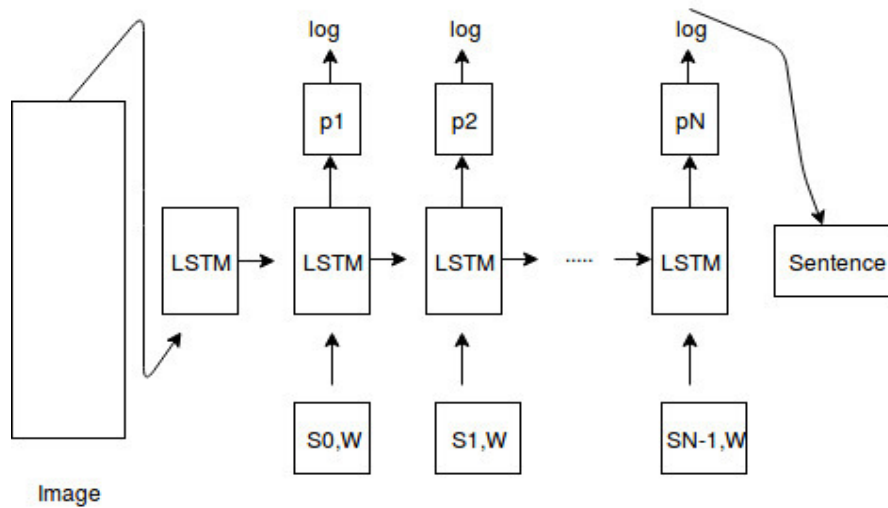 log log log
p1 p2 pN
LSTM LSTM LSTM ..... LSTM Sentence
S0,W S1,W SN-1,W
Image